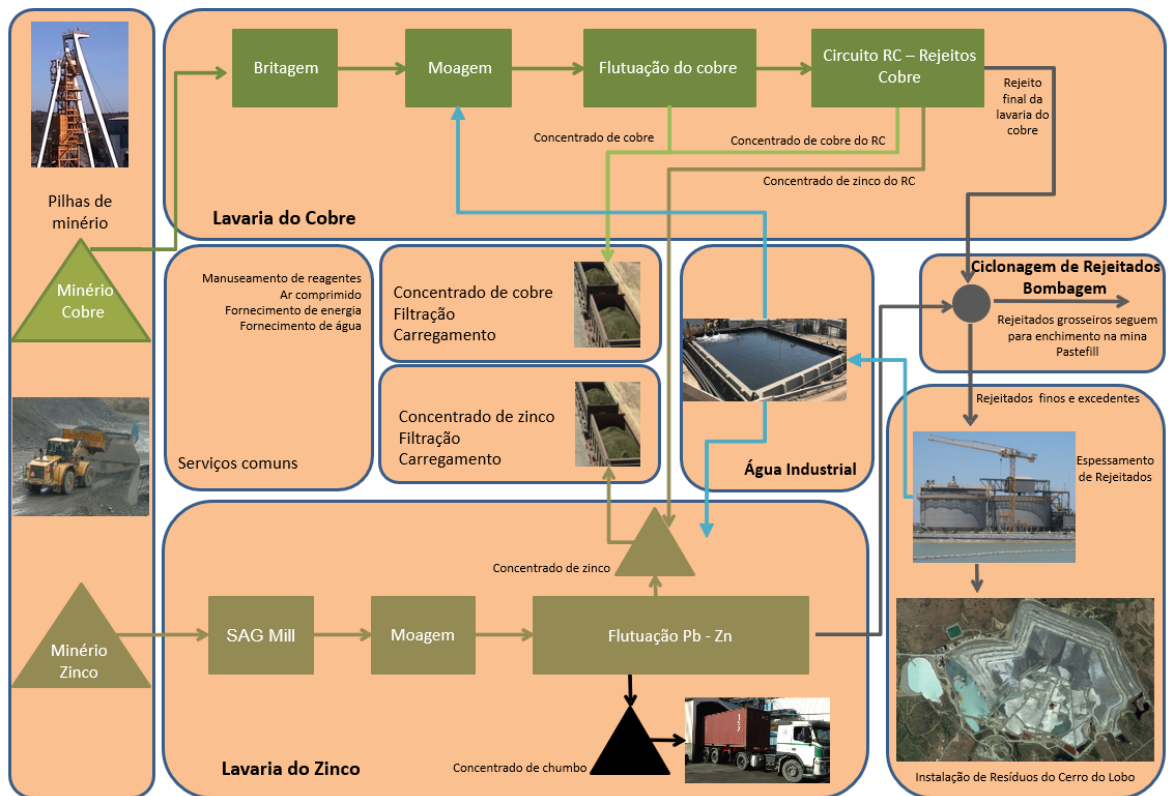 Pilhas de
minério
Minério
Cobre
Minério
Zinco
Britagem
Moagem
Flutuação do cobre
Circuito RC – Rejeitos
Cobre
Rejeito
final da
lavaria do
cobre
Concentrado de cobre
Concentrado de cobre do RC
Concentrado de zinco do RC
Lavaria do Cobre
Manuseamento de reagentes
Ar comprimido
Fornecimento de energia
Fornecimento de água
Serviços comuns
Concentrado de cobre
Filtração
Carregamento
Concentrado de zinco
Filtração
Carregamento
Água Industrial
Ciclonagem de Rejeitados
Bombagem
Rejeitados grosseiros seguem
para enchimento na mina
Pastefill
Rejeitados finos e excedentes
Espessamento
de Rejeitados
Instalação de Resíduos do Cerro do Lobo
Concentrado de zinco
SAG Mill
Moagem
Flutuação Pb - Zn
Concentrado de chumbo
Lavaria do Zinco